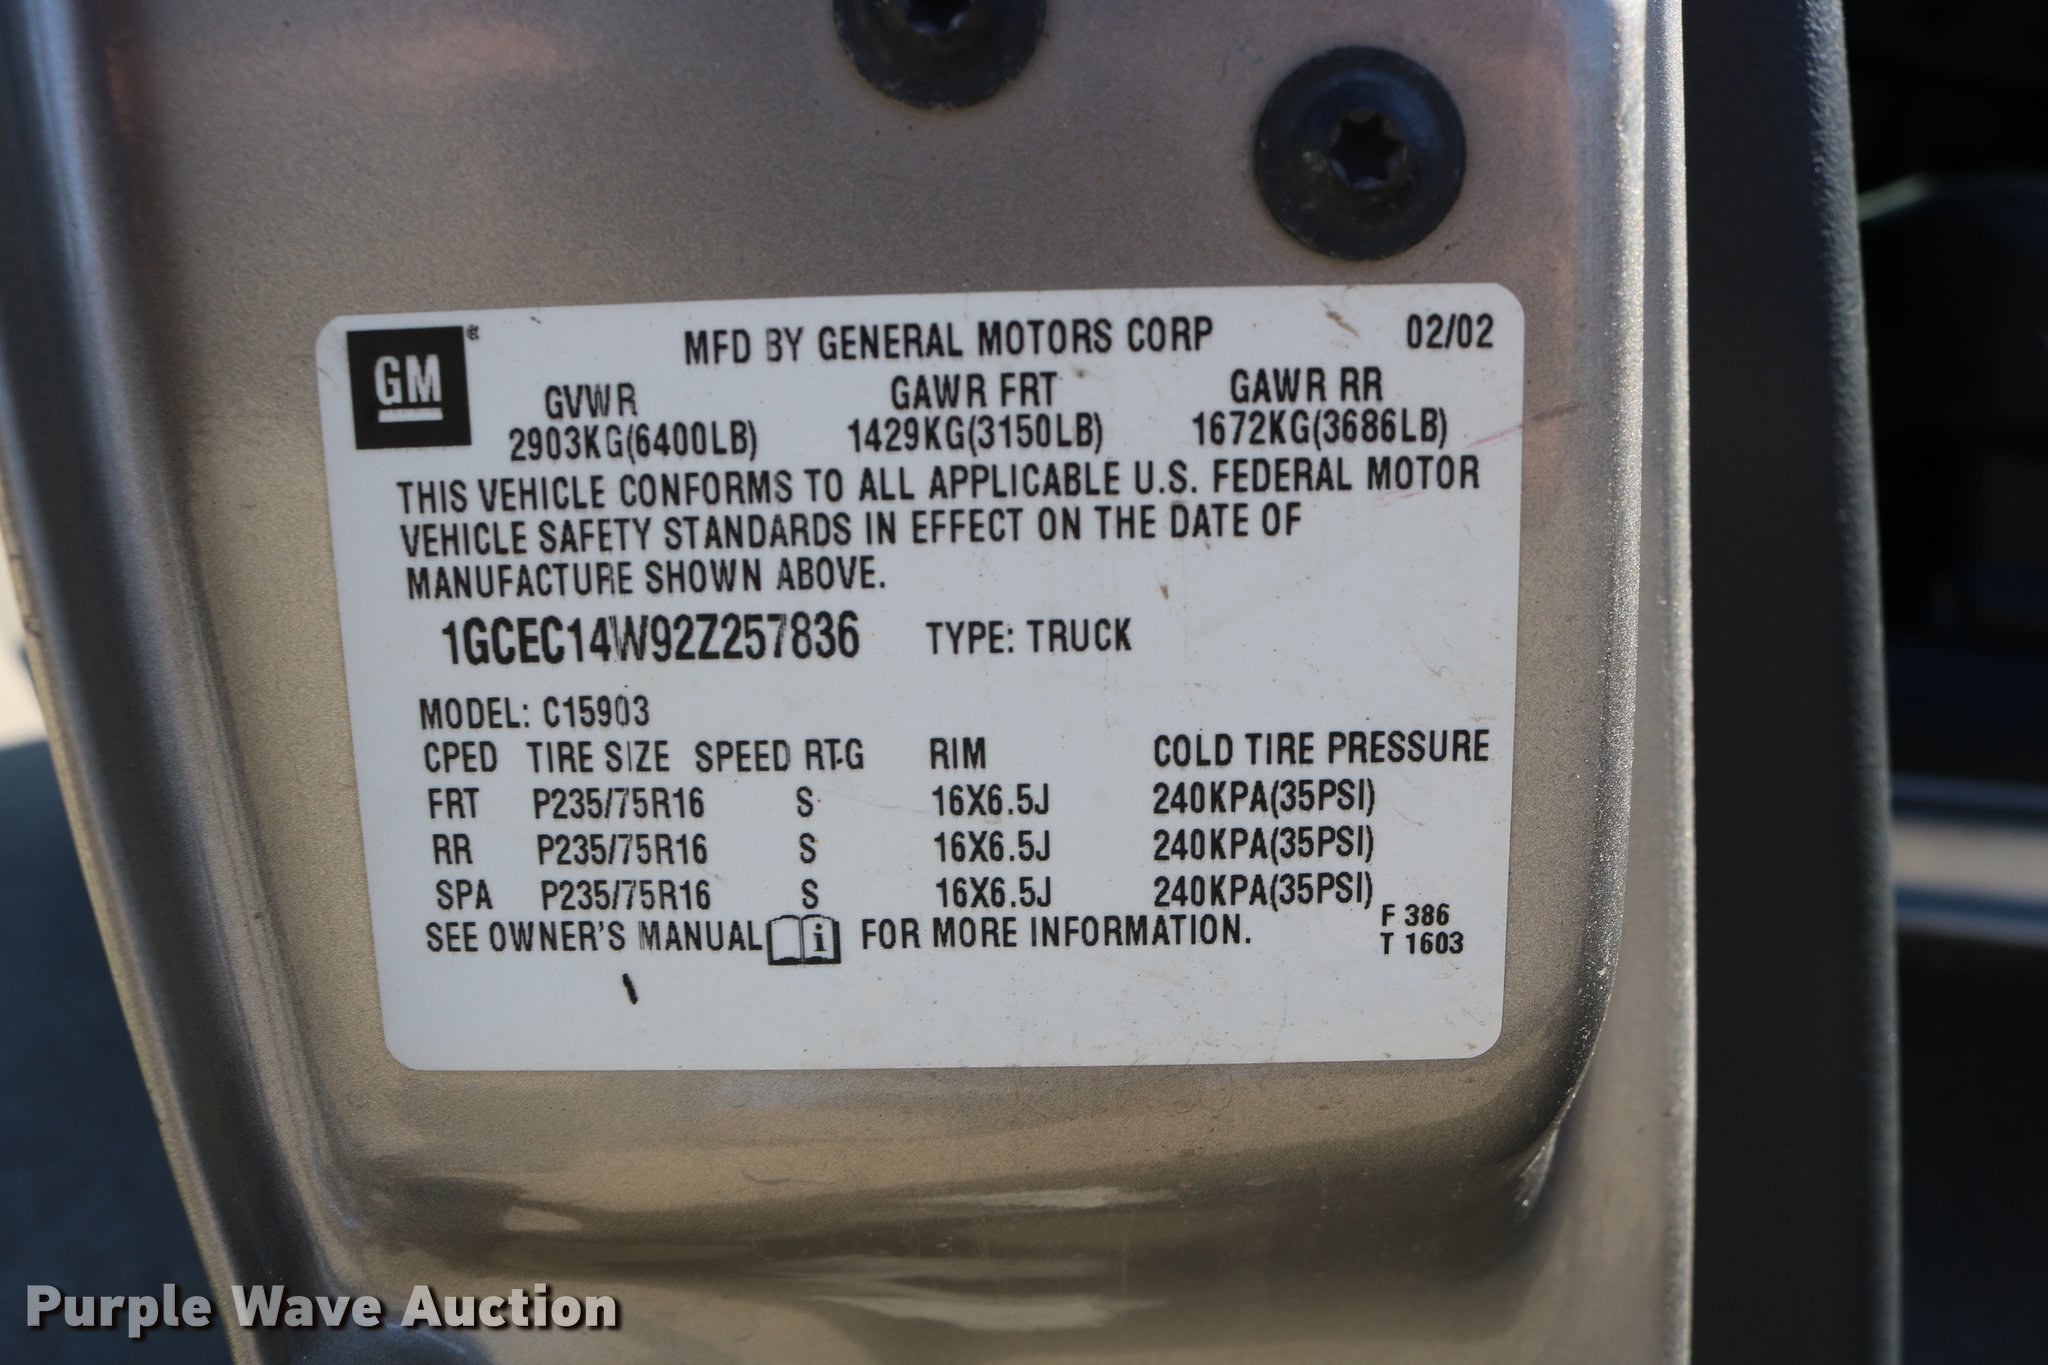 GM
MFD BY GENERAL MOTORS CORP 02/02
GVWR GAWR FRT GAWR RR
2903KG(6400LB) 1429KG(3150LB) 1672KG(3686LB)
THIS VEHICLE CONFORMS TO ALL APPLICABLE U.S. FEDERAL MOTOR
VEHICLE SAFETY STANDARDS IN EFFECT ON THE DATE OF
MANUFACTURE SHOWN ABOVE.
1GCEC14W92Z257836 TYPE: TRUCK
MODEL: C15903
CPED TIRE SIZE SPEED RTG RIM COLD TIRE PRESSURE
FRT P235/75R16 S 16X6.5J 240KPA(35PSI)
RR P235/75R16 S 16X6.5J 240KPA(35PSI)
SPA P235/75R16 S 16X6.5J 240KPA(35PSI)
SEE OWNER'S MANUAL i FOR MORE INFORMATION.
F 386
T 1603
Purple Wave Auction